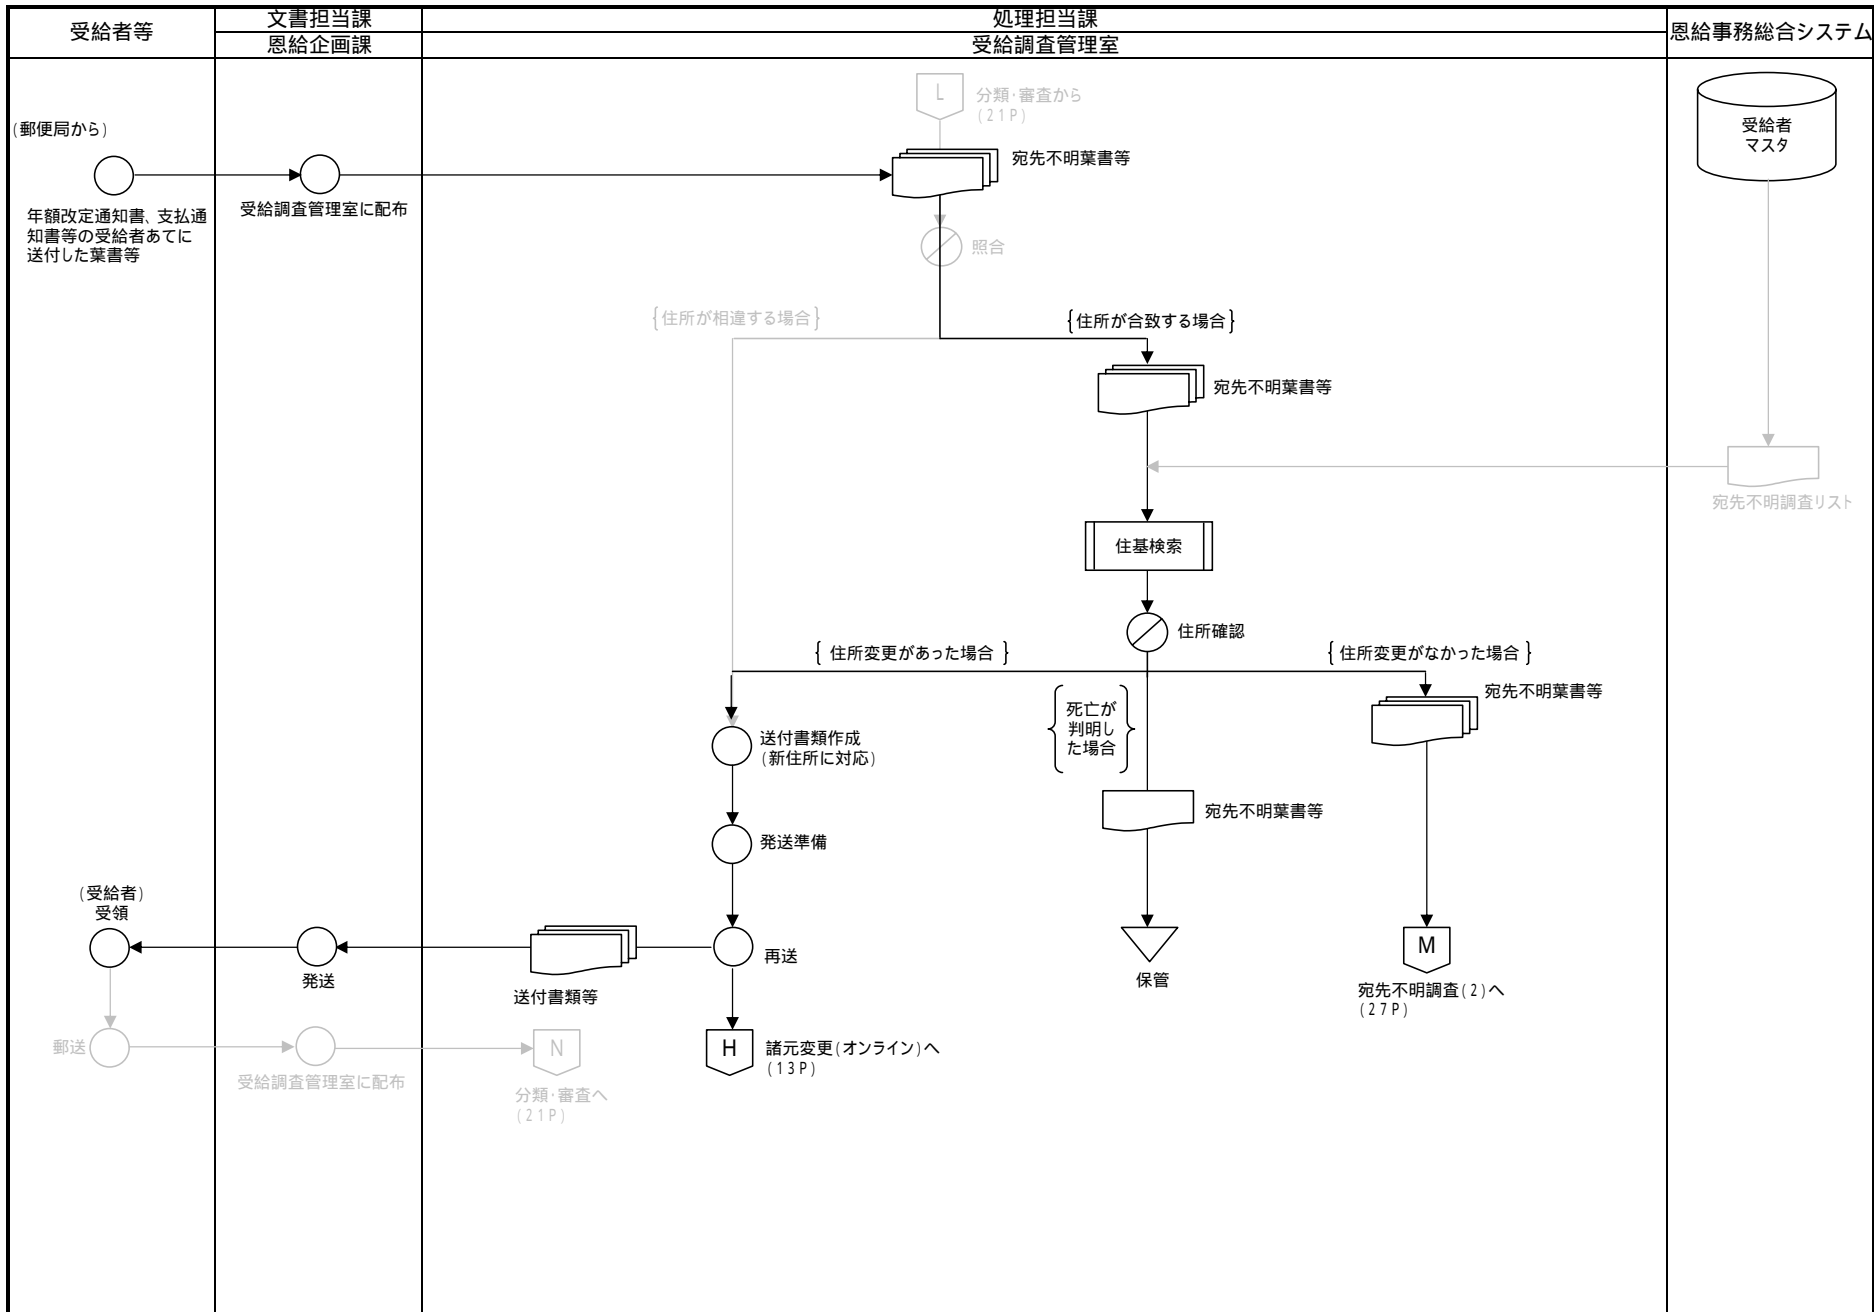 受給者等
文書担当課
恩給企画課
処理担当課
受給調査管理室
恩給事務総合システム
L
分類・審査から
(21P)
受給者
マスタ
(郵便局から)
宛先不明葉書等
年額改定通知書、支払通
知書等の受給者あてに
送付した葉書等
受給調査管理室に配布
照合
{住所が相違する場合}
{住所が合致する場合}
宛先不明葉書等
宛先不明調査リスト
住基検索
住所確認
{ 住所変更があった場合 }
{ 住所変更がなかった場合 }
宛先不明葉書等
死亡が
判明し
た場合
送付書類作成
(新住所に対応)
宛先不明葉書等
発送準備
(受給者)
受領
発送
送付書類等
再送
保管
M
宛先不明調査(2)へ
(27P)
郵送
受給調査管理室に配布
N
分類・審査へ
(21P)
H
諸元変更(オンライン)へ
(13P)